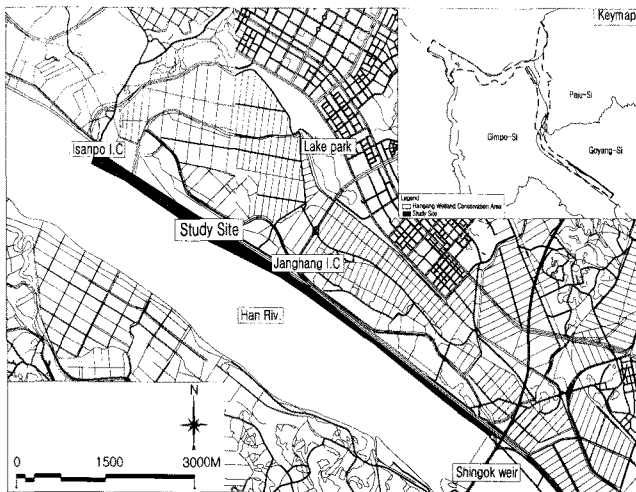 Keymap
Paju-Si
Gimpo-Si
Goyang-Si
Legend
Hangang Wetland Conservation Area
Study Site
Isanpo I.C
Lake park
Study Site
Janghang I.C
Han Riv.
N
0 1500 3000M
Shingok weir